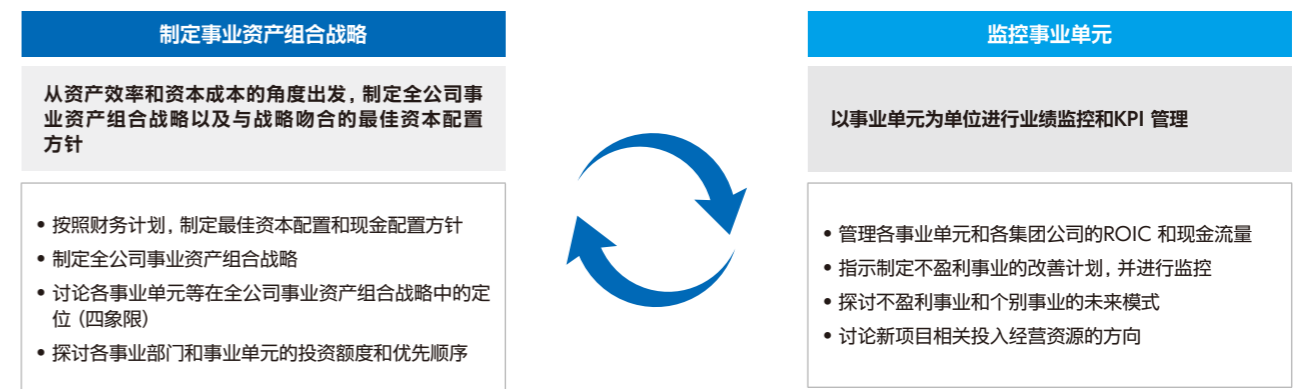 制定事业资产组合战略
从资产效率和资本成本的角度出发，制定全公司事
业资产组合战略以及与战略吻合的最佳资本配置
方针
• 按照财务计划，制定最佳资本配置和现金配置方针
• 制定全公司事业资产组合战略
• 讨论各事业单元等在全公司事业资产组合战略中的定
位（四象限）
• 探讨各事业部门和事业单元的投资额度和优先顺序
监控事业单元
以事业单元为单位进行业绩监控和KPI 管理
• 管理各事业单元和各集团公司的ROIC 和现金流量
• 指示制定不盈利事业的改善计划，并进行监控
• 探讨不盈利事业和个别事业的未来模式
• 讨论新项目相关投入经营资源的方向